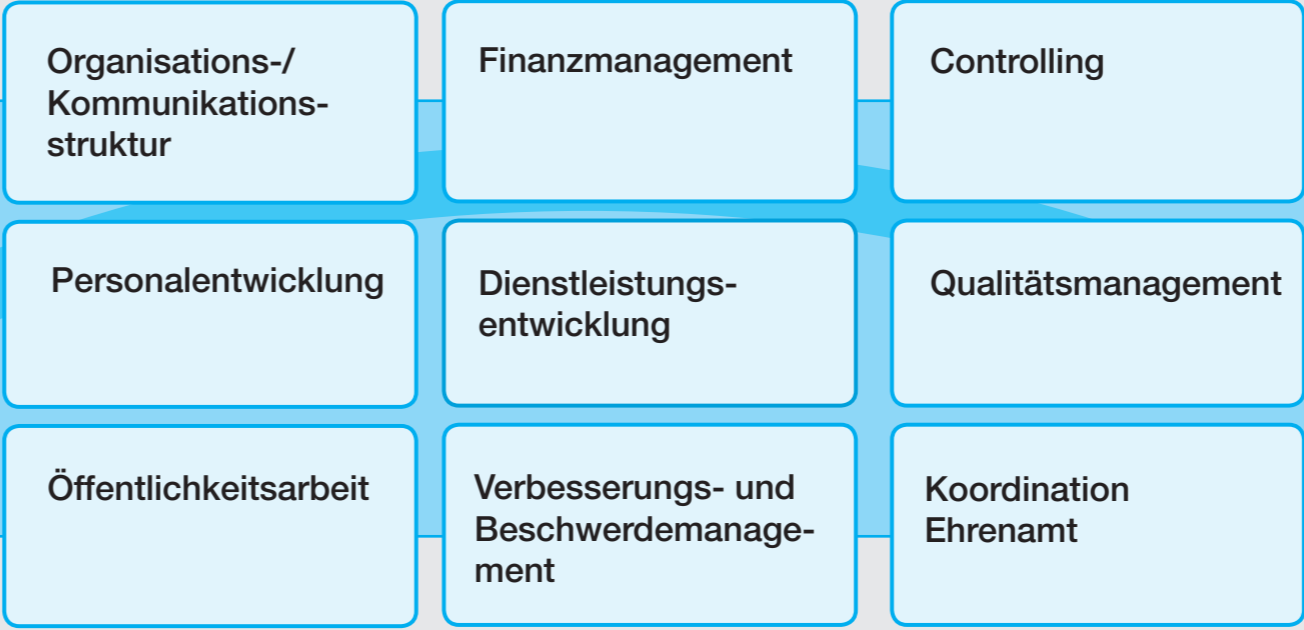 Organisations-/
Kommunikations-
struktur
Finanzmanagement
Controlling
Personalentwicklung
Dienstleistungs-
entwicklung
Qualitätsmanagement
Öffentlichkeitsarbeit
Verbesserungs- und
Beschwerdemanage-
ment
Koordination
Ehrenamt